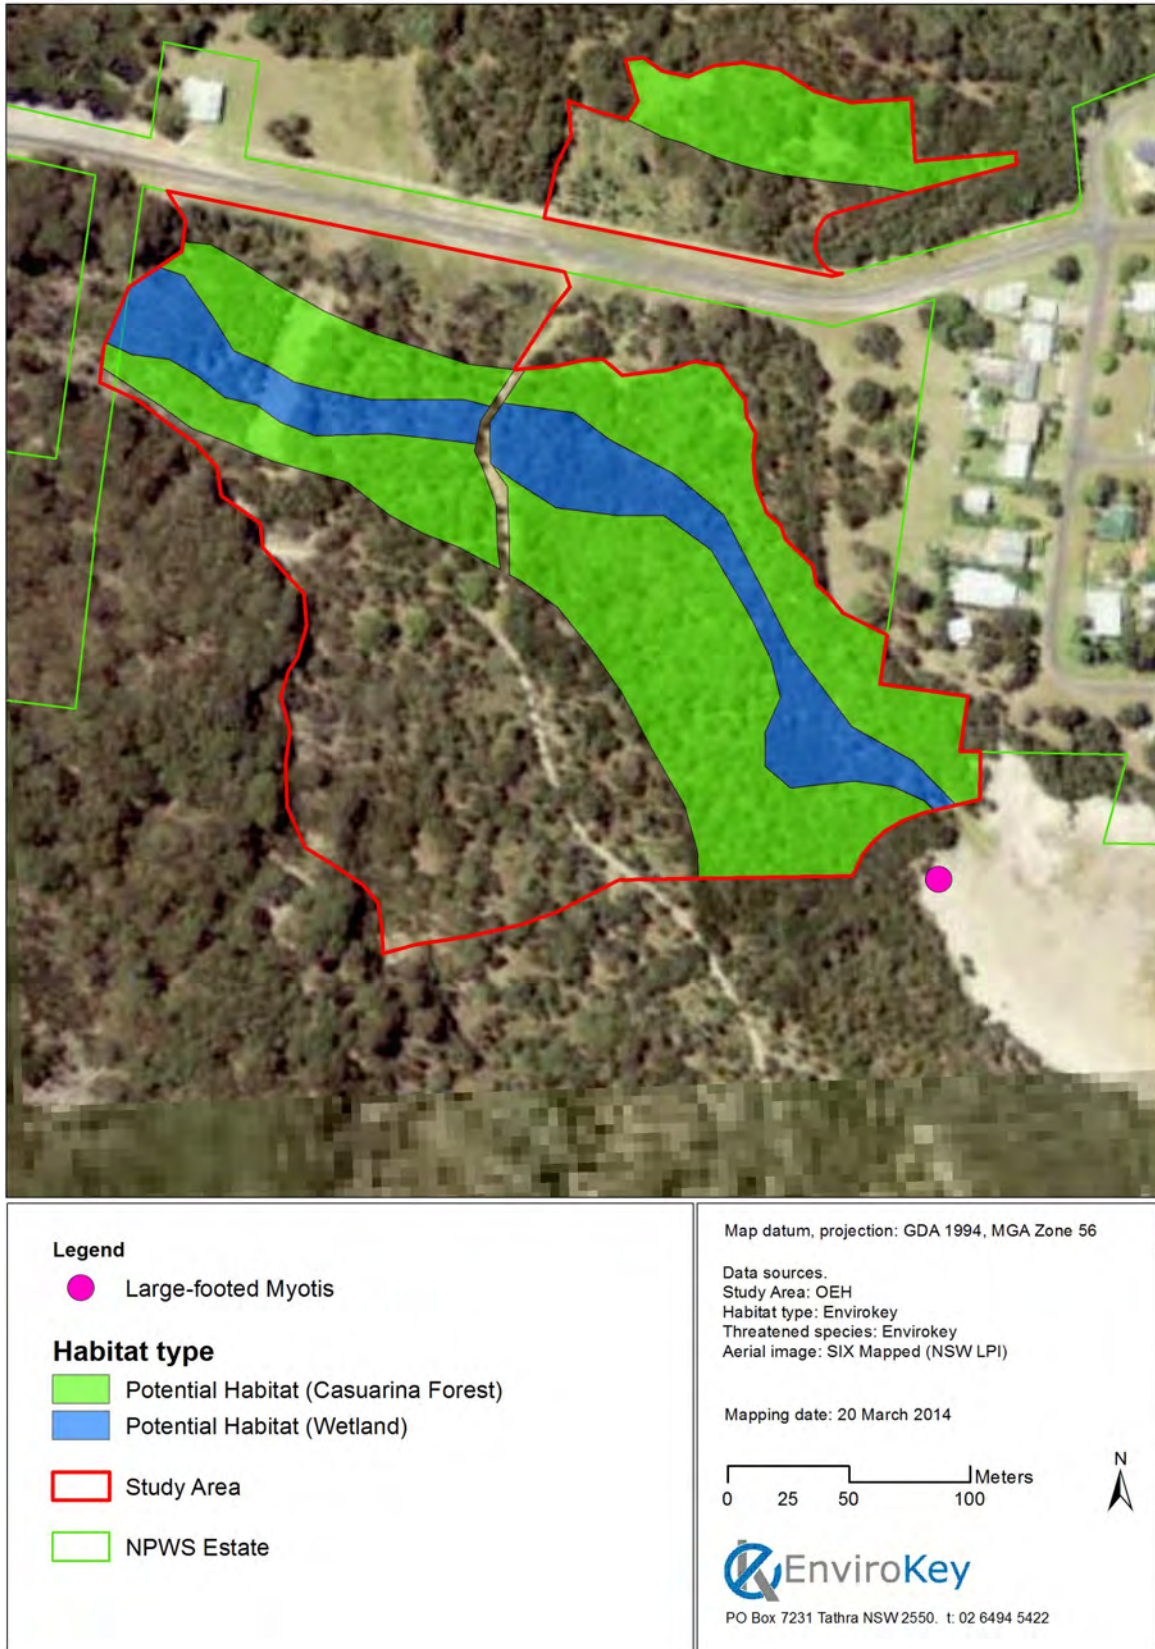 Legend
Large-footed Myotis
Habitat type
Potential Habitat (Casuarina Forest)
Potential Habitat (Wetland)
Study Area
NPWS Estate
Map datum, projection: GDA 1994, MGA Zone 56
Data sources.
Study Area: OEH
Habitat type: Envirokey
Threatened species: Envirokey
Aerial image: SIX Mapped (NSW LPI)
Mapping date: 20 March 2014
Meters
0 25 50 100
N
EnviroKey
PO Box 7231 Tathra NSW 2550. t: 02 6494 5422